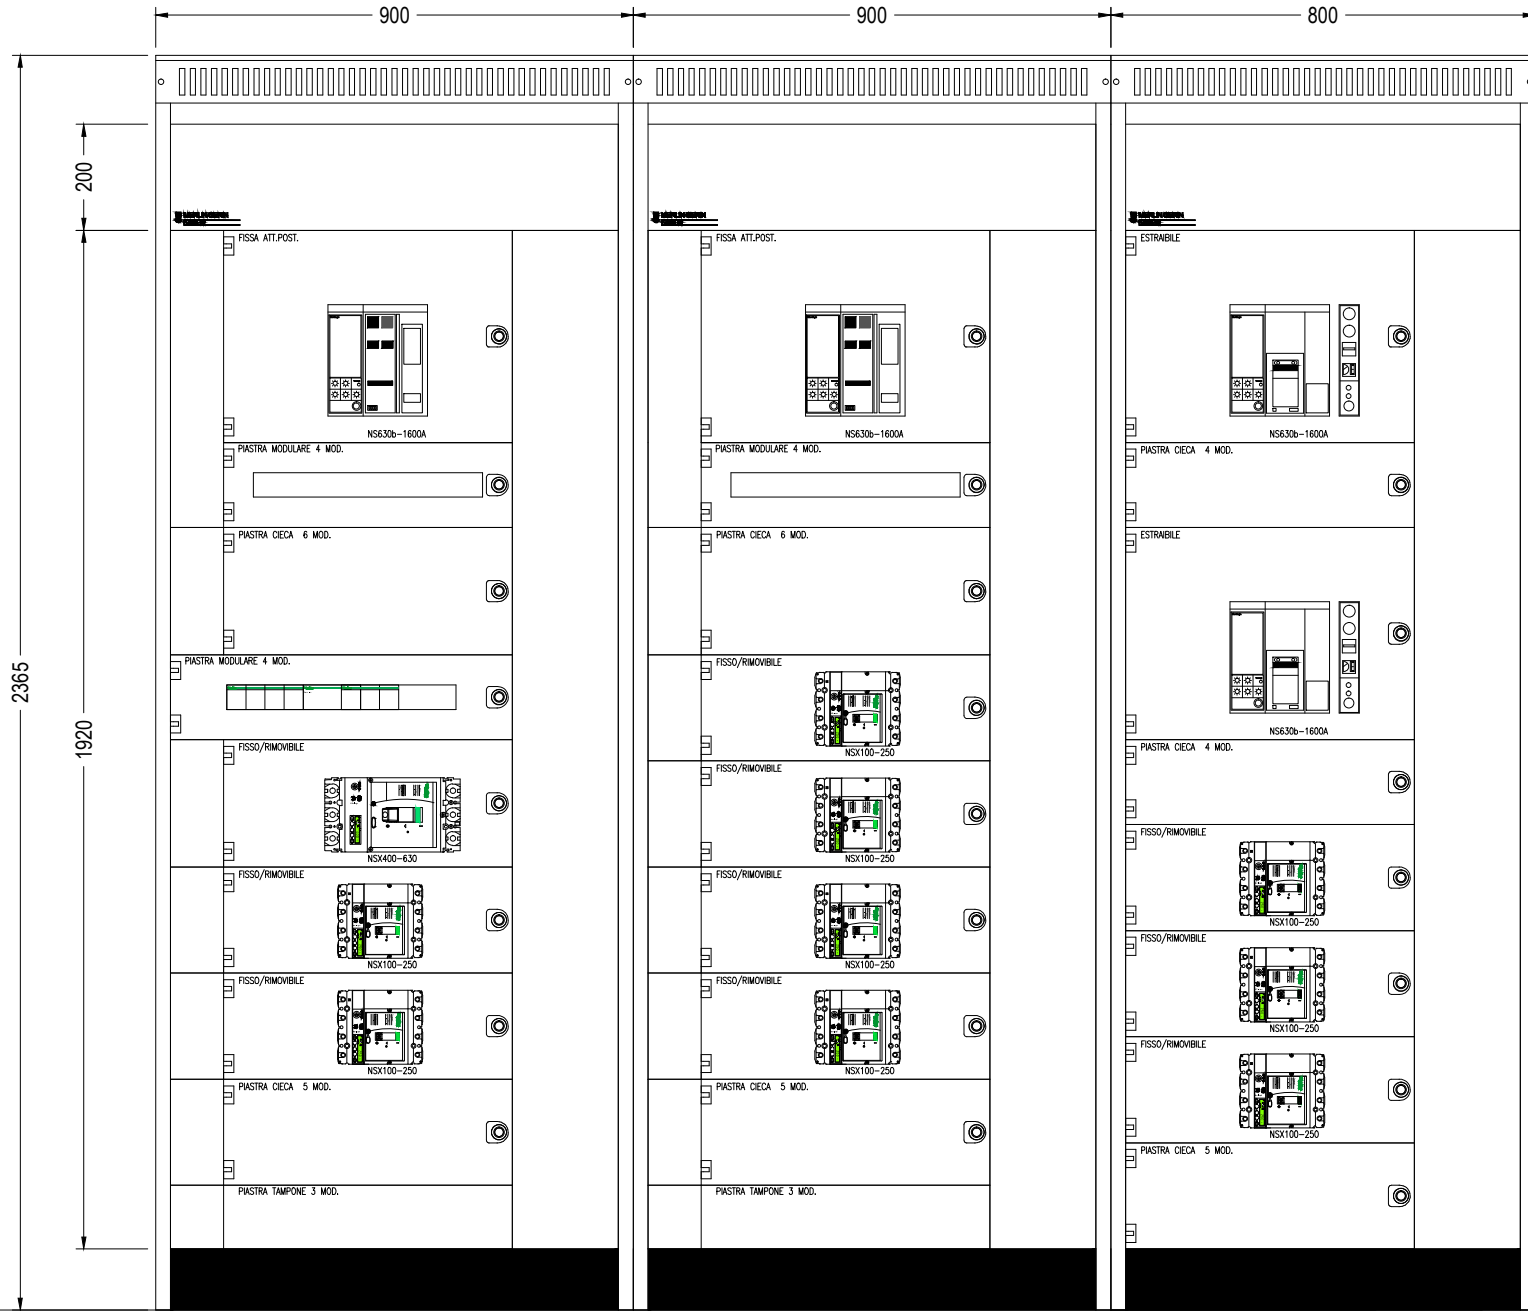 900
900
800
2365
200
1920
FISSA ATT.POST.
NS630b-1600A
PIASTRA MODULARE 4 MOD.
PIASTRA CIECA 6 MOD.
PIASTRA MODULARE 4 MOD.
FISSO/RIMOVIBILE
NSX400-630
FISSO/RIMOVIBILE
NSX100-250
FISSO/RIMOVIBILE
NSX100-250
PIASTRA CIECA 5 MOD.
PIASTRA TAMPONE 3 MOD.
FISSA ATT.POST.
NS630b-1600A
PIASTRA MODULARE 4 MOD.
PIASTRA CIECA 6 MOD.
FISSO/RIMOVIBILE
NSX100-250
FISSO/RIMOVIBILE
NSX100-250
FISSO/RIMOVIBILE
NSX100-250
FISSO/RIMOVIBILE
NSX100-250
PIASTRA CIECA 5 MOD.
PIASTRA TAMPONE 3 MOD.
ESTRAIBILE
NS630b-1600A
PIASTRA CIECA 4 MOD.
ESTRAIBILE
NS630b-1600A
PIASTRA CIECA 4 MOD.
FISSO/RIMOVIBILE
NSX100-250
FISSO/RIMOVIBILE
NSX100-250
FISSO/RIMOVIBILE
NSX100-250
PIASTRA CIECA 5 MOD.